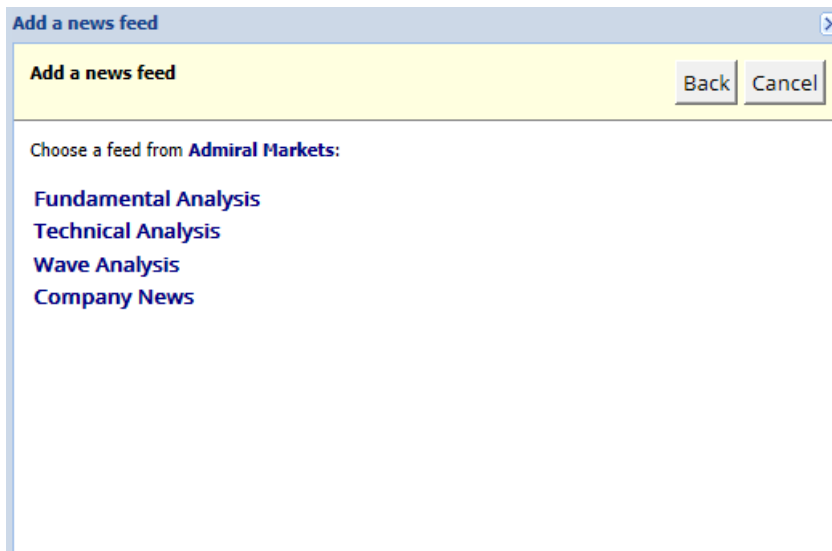 Add a news feed
Add a news feed
Back Cancel
Choose a feed from Admiral Markets:
Fundamental Analysis
Technical Analysis
Wave Analysis
Company News